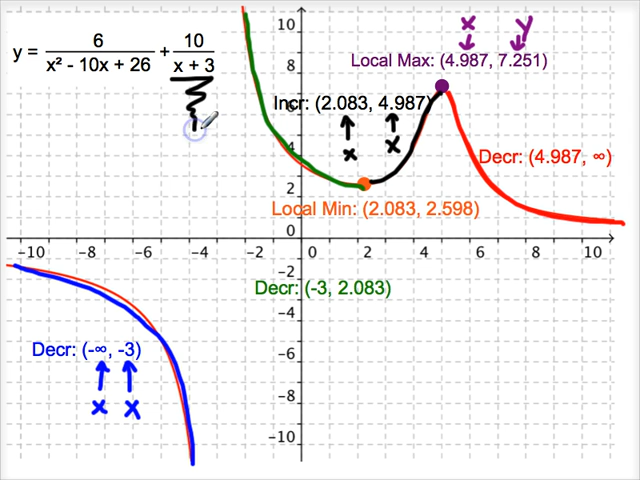 x y
y = 6 / (x² - 10x + 26) + 10 / (x + 3)
Local Max: (4.987, 7.251)
Incr: (2.083, 4.987)
x x
Decr: (4.987, ∞)
Local Min: (2.083, 2.598)
Decr: (-3, 2.083)
Decr: (-∞, -3)
x x
10
8
6
4
2
0
-10 -8 -6 -4 -2 0 2 4 6 8 10
-2
-4
-6
-8
-10